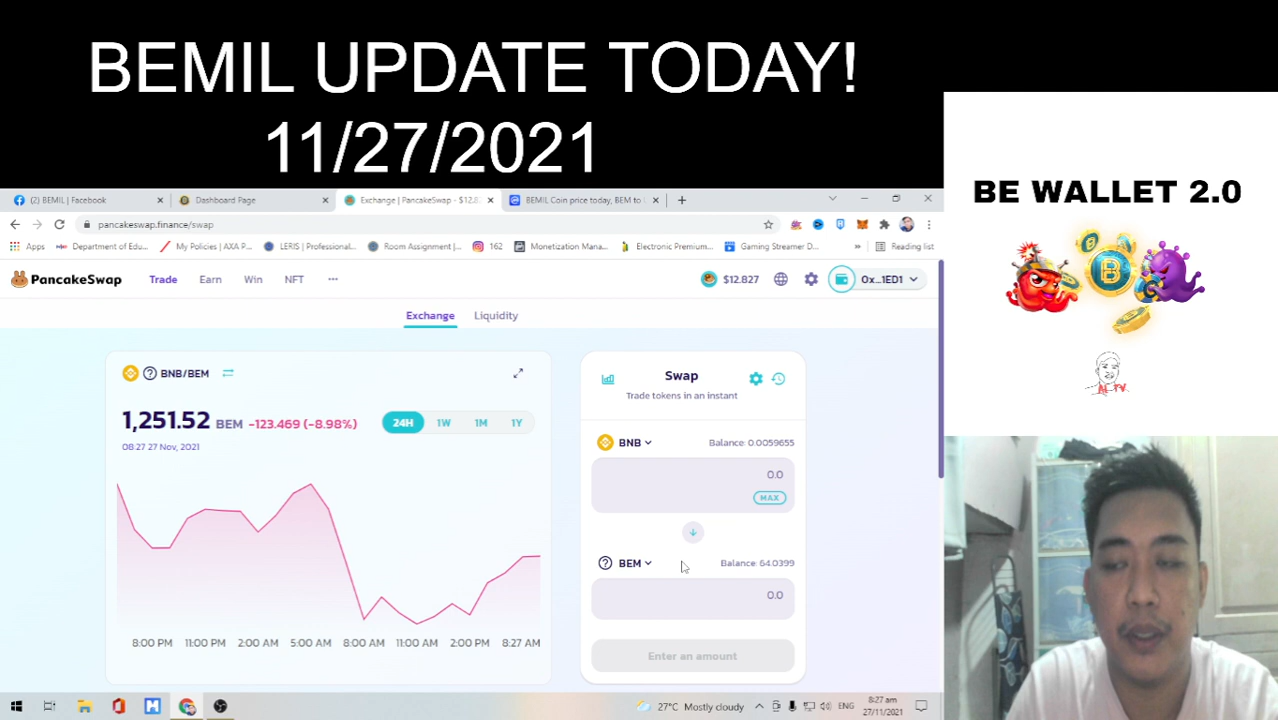 BEMIL UPDATE TODAY!
11/27/2021
BE WALLET 2.0
(2) BEMIL | Facebook
Dashboard Page
Exchange | PancakeSwap - $12.8
BEMIL Coin price today, BEM to
pancakeswap.finance/swap
Apps
Department of Edu...
My Policies | AXA P...
LERIS | Professional...
Room Assignment |...
162
Monetization Mana...
Electronic Premium...
Gaming Streamer D...
»
Reading list
PancakeSwap
Trade
Earn
Win
NFT
...
$12.827
0x...1ED1
Exchange
Liquidity
BNB/BEM
1,251.52 BEM -123.469 (-8.98%)
24H
1W
1M
1Y
08:27 27 Nov, 2021
8:00 PM
11:00 PM
2:00 AM
5:00 AM
8:00 AM
11:00 AM
2:00 PM
8:27 AM
Swap
Trade tokens in an instant
BNB
Balance: 0.0059655
0.0
MAX
BEM
Balance: 64.0399
0.0
Enter an amount
27°C Mostly cloudy
ENG
8:27 am
27/11/2021